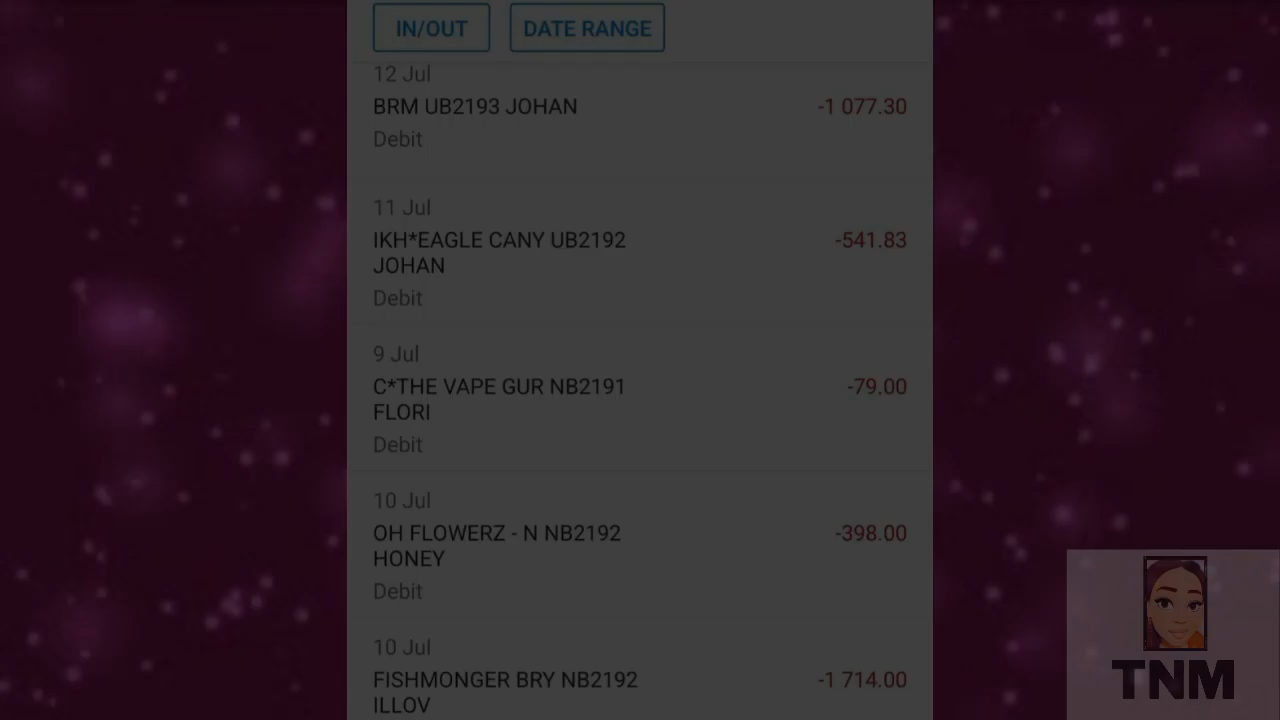 IN/OUT DATE RANGE
12 Jul
BRM UB2193 JOHAN -1 077.30
Debit
11 Jul
IKH*EAGLE CANY UB2192 -541.83
JOHAN
Debit
9 Jul
C*THE VAPE GUR NB2191 -79.00
FLORI
Debit
10 Jul
OH FLOWERZ - N NB2192 -398.00
HONEY
Debit
10 Jul
FISHMONGER BRY NB2192 -1 714.00
ILLOV
TNM